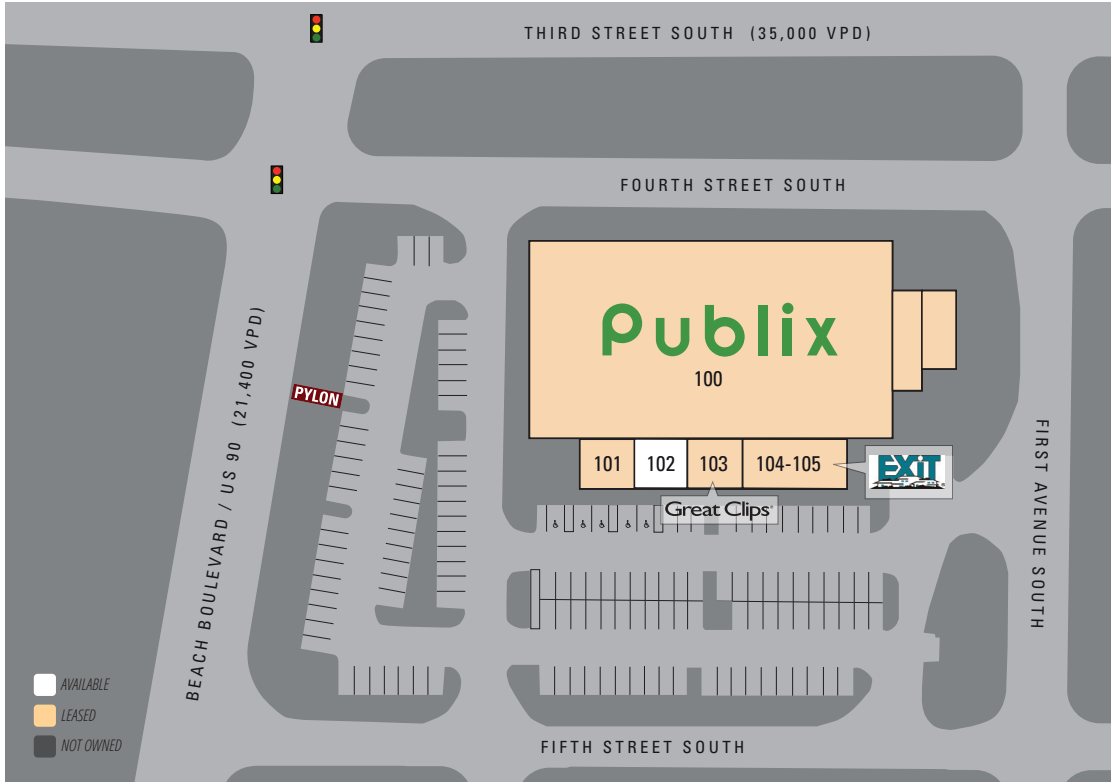 THIRD STREET SOUTH (35,000 VPD)
FOURTH STREET SOUTH
Publix
100
BEACH BOULEVARD / US 90 (21,400 VPD)
PYLON
101
102
103
104-105
EXIT
Great Clips
FIRST AVENUE SOUTH
AVAILABLE
LEASED
NOT OWNED
FIFTH STREET SOUTH